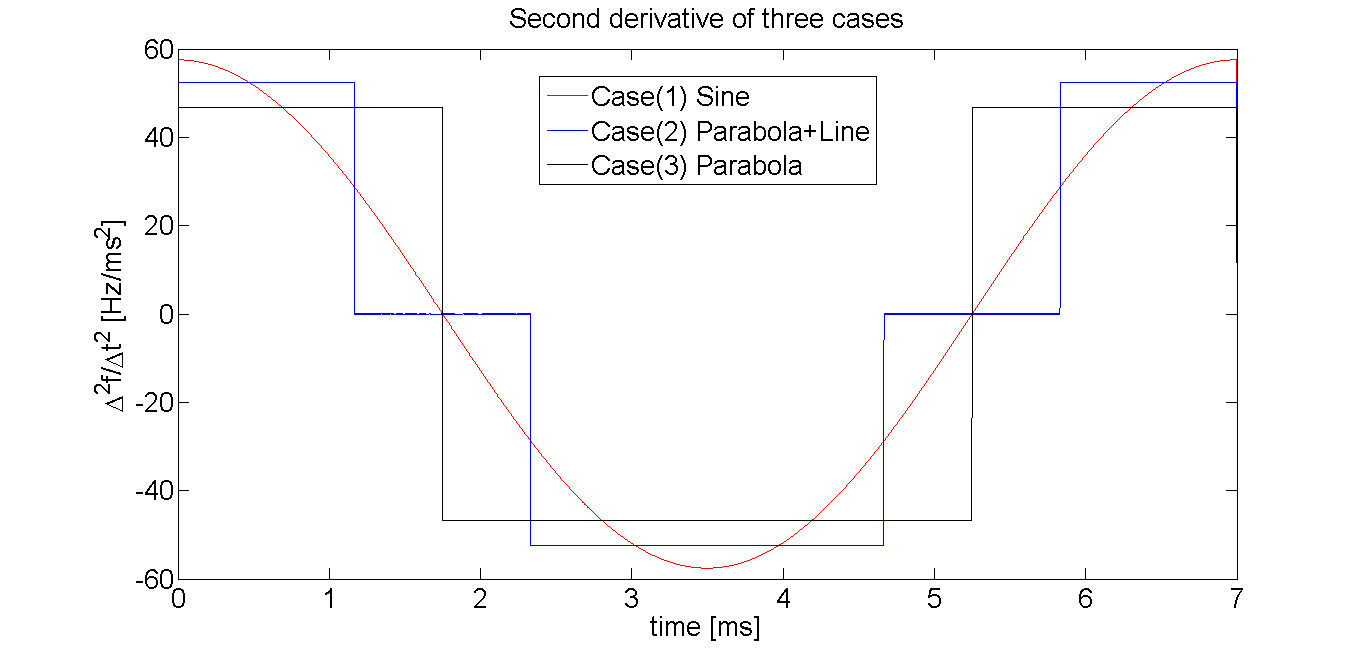 Second derivative of three cases
60
40
20
0
-20
-40
-60
Δ²f/Δt² [Hz/ms²]
Case(1) Sine
Case(2) Parabola+Line
Case(3) Parabola
0 1 2 3 4 5 6 7
time [ms]